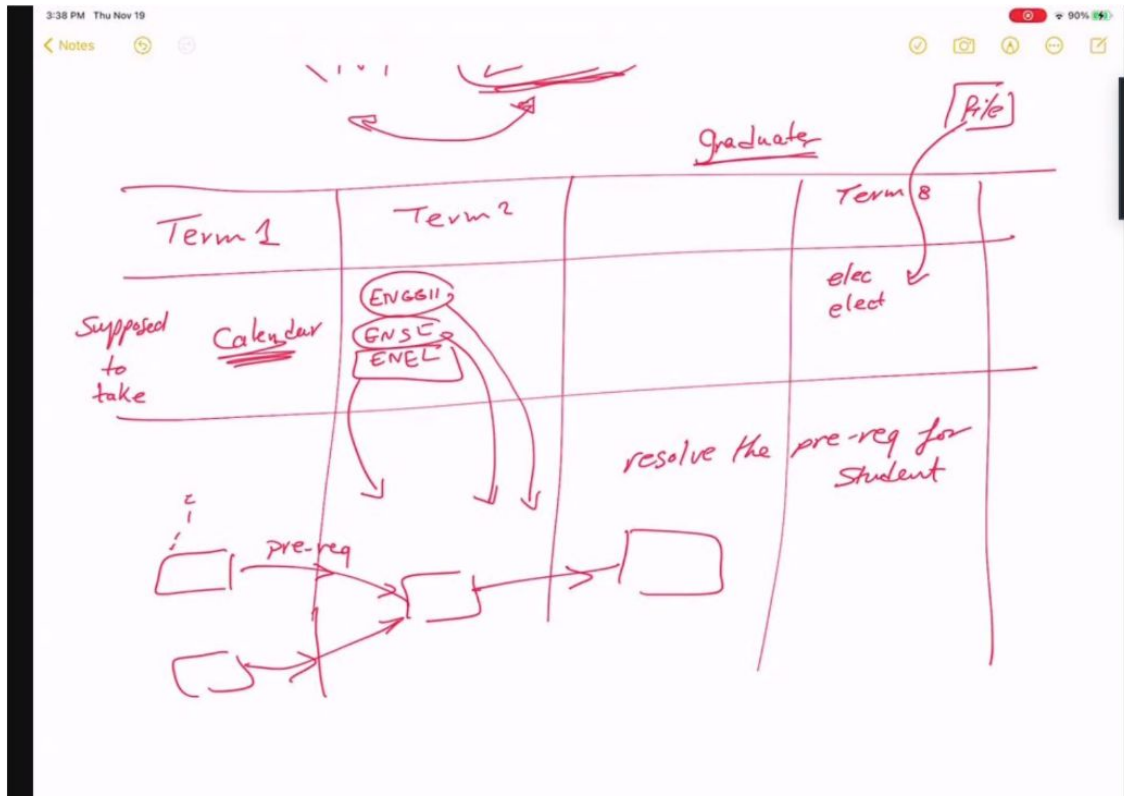 3:38 PM Thu Nov 19
90%
Notes
graduate
File
Term 1
Term 2
Term 8
Supposed
to
take
Calendar
ENGG11
ENSE
ENEL
elec
elect
resolve the pre-req for
student
pre-req